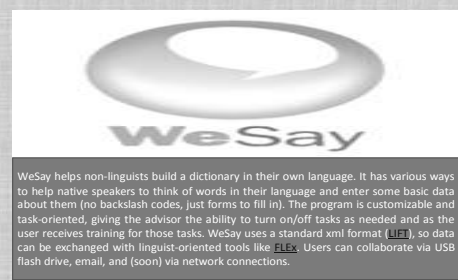 WeSay
WeSay helps non-linguists build a dictionary in their own language. It has various ways
to help native speakers to think of words in their language and enter some basic data
about them (no backslash codes, just forms to fill in). The program is customizable and
task-oriented, giving the advisor the ability to turn on/off tasks as needed and as the
user receives training for those tasks. WeSay uses a standard xml format (LIFT), so data
can be exchanged with linguist-oriented tools like FLEx. Users can collaborate via USB
flash drive, email, and (soon) via network connections.